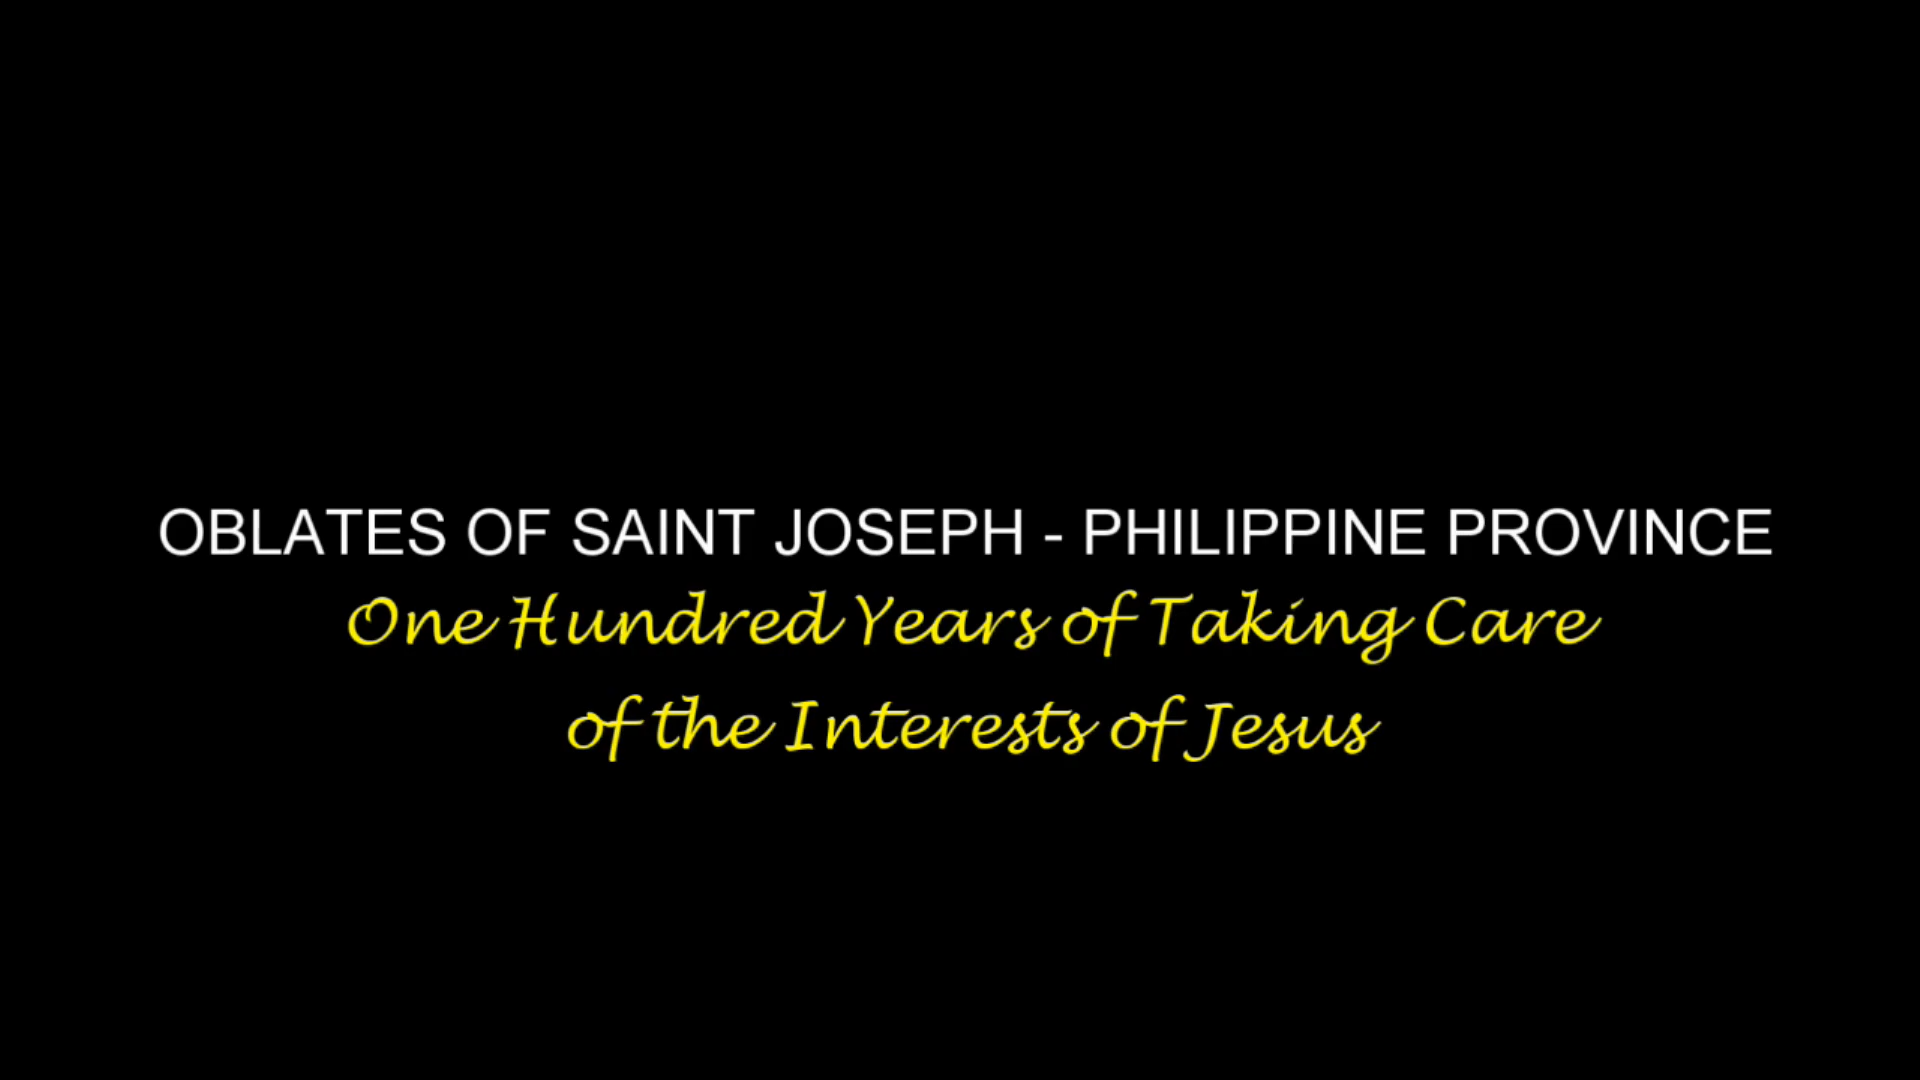 OBLATES OF SAINT JOSEPH - PHILIPPINE PROVINCE
One Hundred Years of Taking Care
of the Interests of Jesus